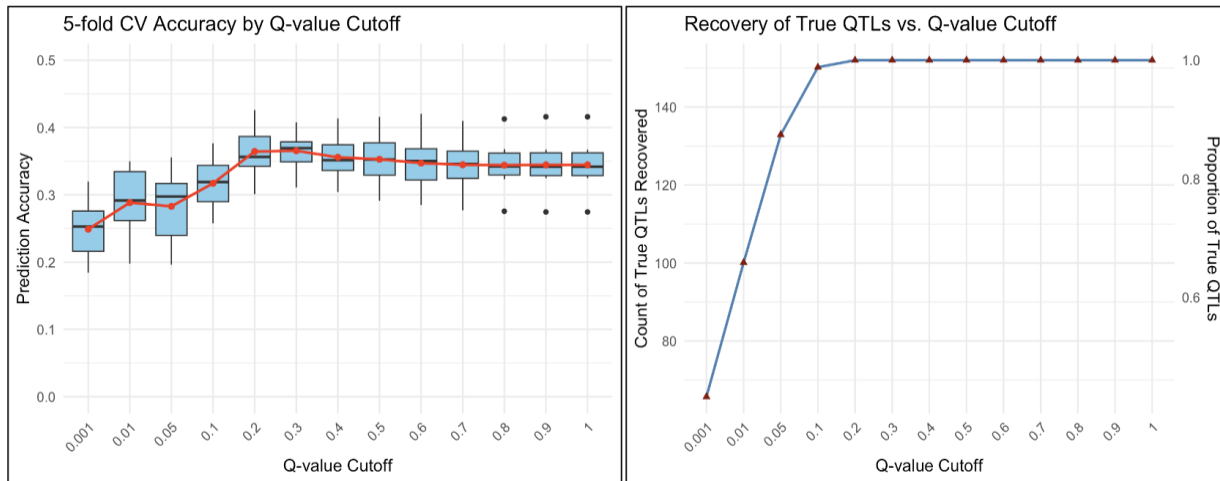 5-fold CV Accuracy by Q-value Cutoff
Prediction Accuracy
0.5
0.4
0.3
0.2
0.1
0.0
0.001 0.01 0.05 0.1 0.2 0.3 0.4 0.5 0.6 0.7 0.8 0.9 1
Q-value Cutoff
Recovery of True QTLs vs. Q-value Cutoff
Count of True QTLs Recovered
140
120
100
80
1.0
0.8
0.6
Proportion of True QTLs
0.001 0.01 0.05 0.1 0.2 0.3 0.4 0.5 0.6 0.7 0.8 0.9 1
Q-value Cutoff